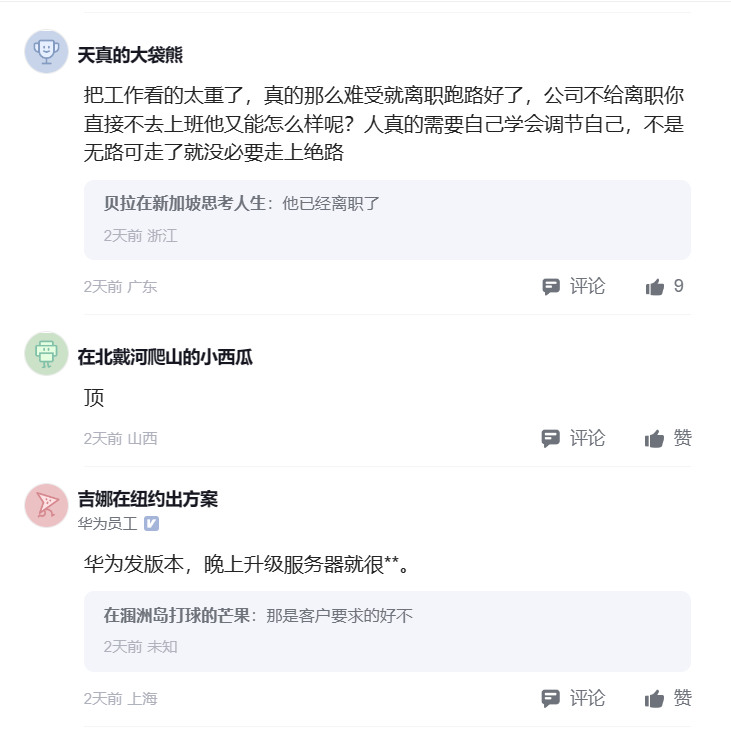 天真的大袋熊
把工作看的太重了，真的那么难受就离职跑路好了，公司不给离职你
直接不去上班他又能怎么样呢？人真的需要自己学会调节自己，不是
无路可走了就没必要走上绝路
贝拉在新加坡思考人生：他已经离职了
2天前 浙江
2天前 广东 评论 9
在北戴河爬山的小西瓜
顶
2天前 山西 评论 赞
吉娜在纽约出方案
华为员工
华为发版本，晚上升级服务器就很**。
在涠洲岛打球的芒果：那是客户要求的好不
2天前 未知
2天前 上海 评论 赞